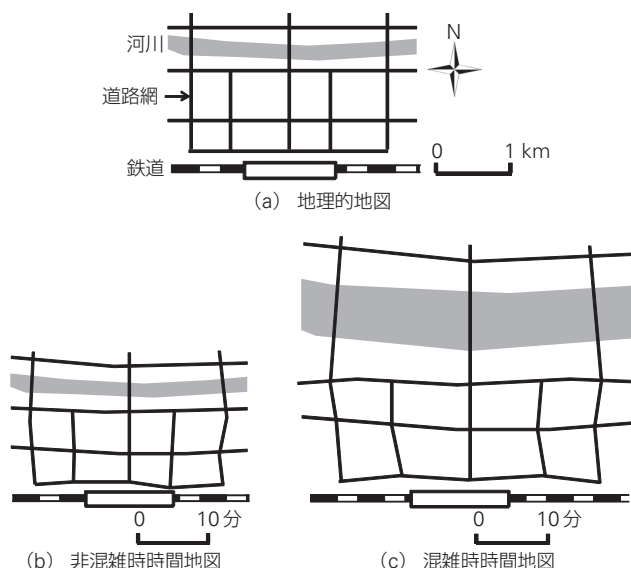 河川
N
道路網
0 1 km
鉄道
(a) 地理的地図
0 10分
(b) 非混雑時時間地図
0 10分
(c) 混雑時時間地図